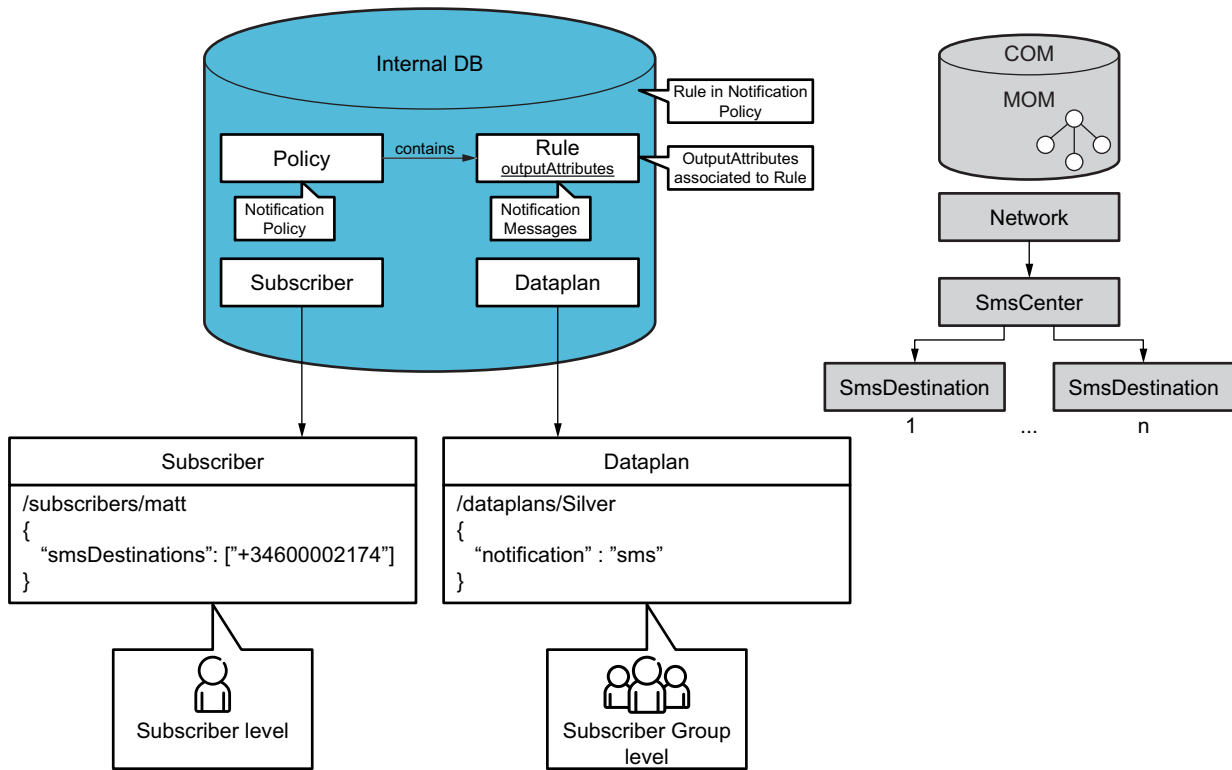 Internal DB
Rule in Notification
Policy
Policy
contains
Rule
outputAttributes
OutputAttributes
associated to Rule
Notification
Policy
Notification
Messages
Subscriber
Dataplan
COM
MOM
Network
SmsCenter
SmsDestination
SmsDestination
1
...
n
Subscriber
/subscribers/matt
{
“smsDestinations”: [”+34600002174”]
}
Subscriber level
Dataplan
/dataplans/Silver
{
“notification” : ”sms”
}
Subscriber Group
level